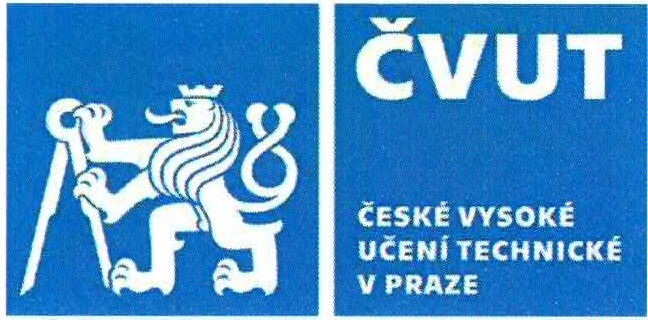 ČVUT
ČESKÉ VYSOKÉ
UČENÍ TECHNICKÉ
V PRAZE